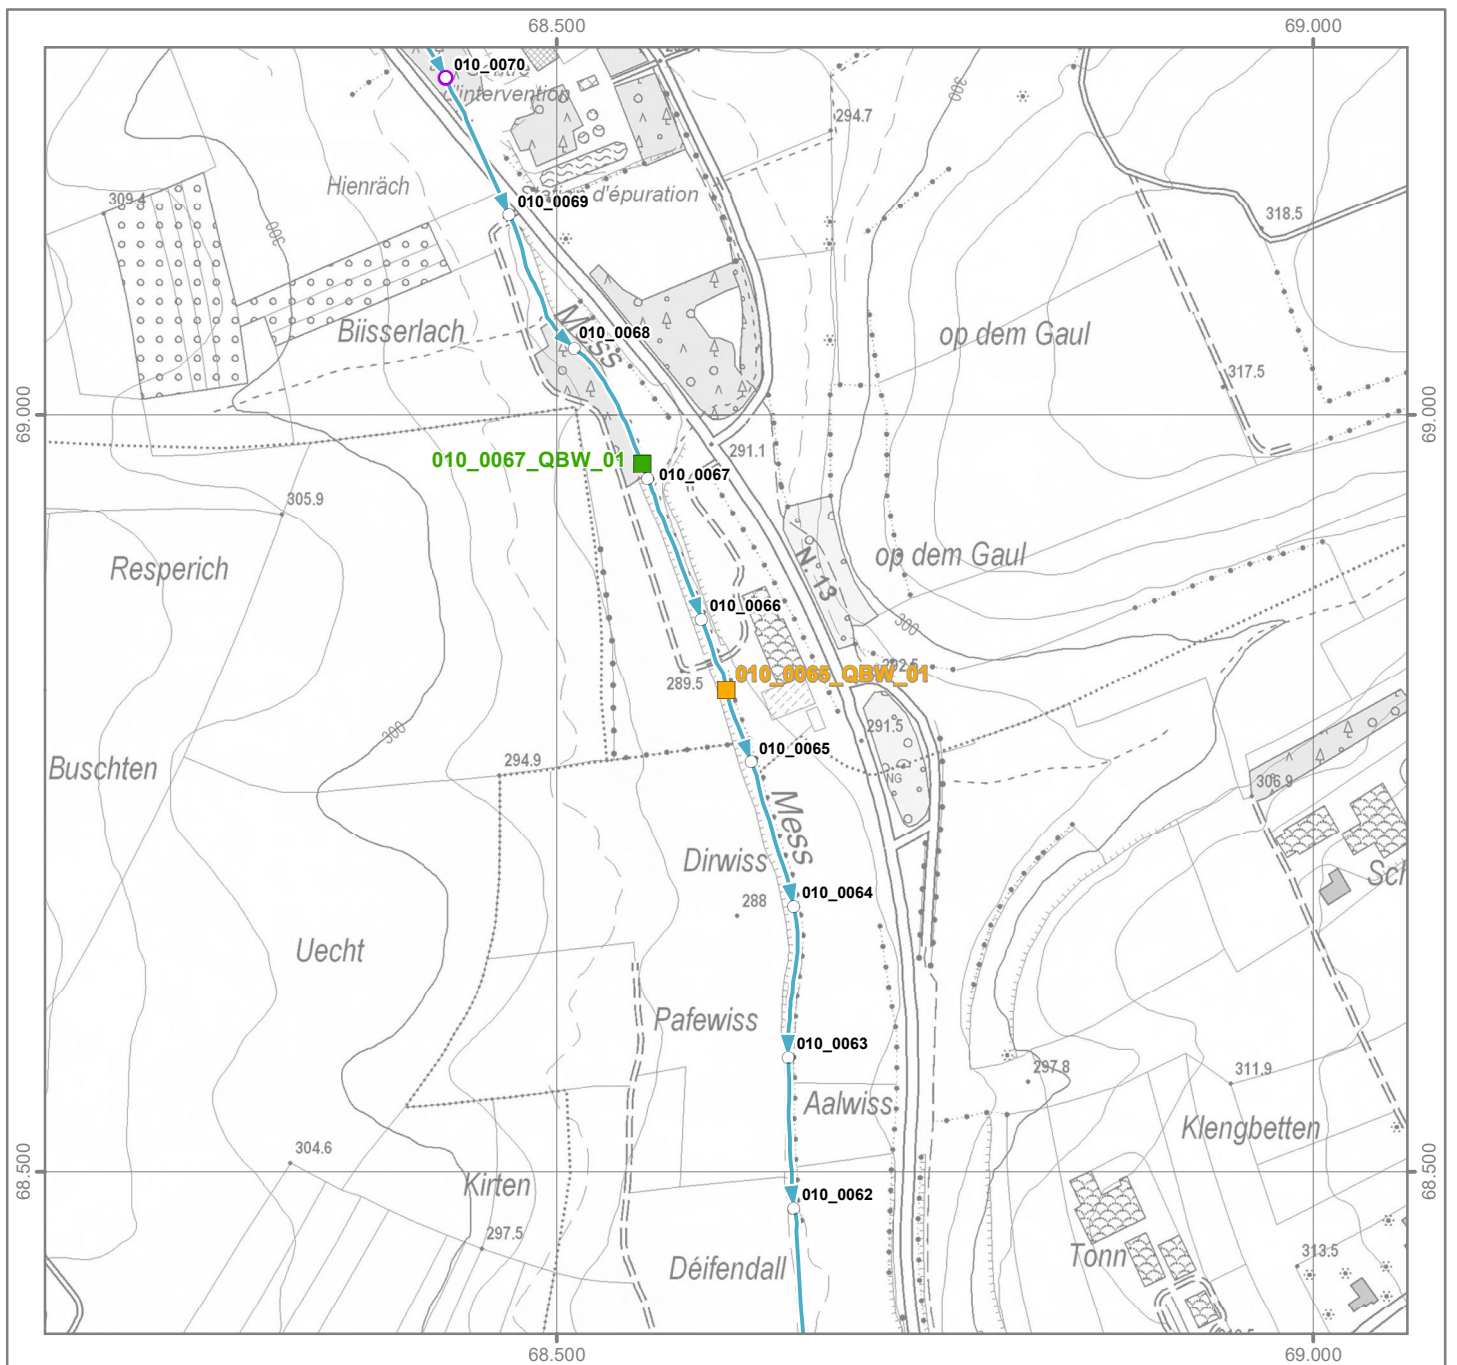 68.500
69.000
010_0070
Centre
d'intervention
294.7
300
Hienräch
309.4
Station d'épuration
010_0069
318.5
300
Mess
Biisserlach
010_0068
op dem Gaul
317.5
69.000
69.000
291.1
010_0067_QBW_01
010_0067
305.9
Resperich
N. 13
op dem Gaul
010_0066
300
292.5
010_0065_QBW_01
289.5
291.5
300
010_0065
294.9
Buschten
NG
306.9
Mess
Dirwiss
010_0064
288
Uecht
Pafewiss
010_0063
297.8
311.9
Aalwiss
Klengbetten
304.6
68.500
68.500
Kirten
010_0062
297.5
Tonn
313.5
Déifendall
68.500
69.000